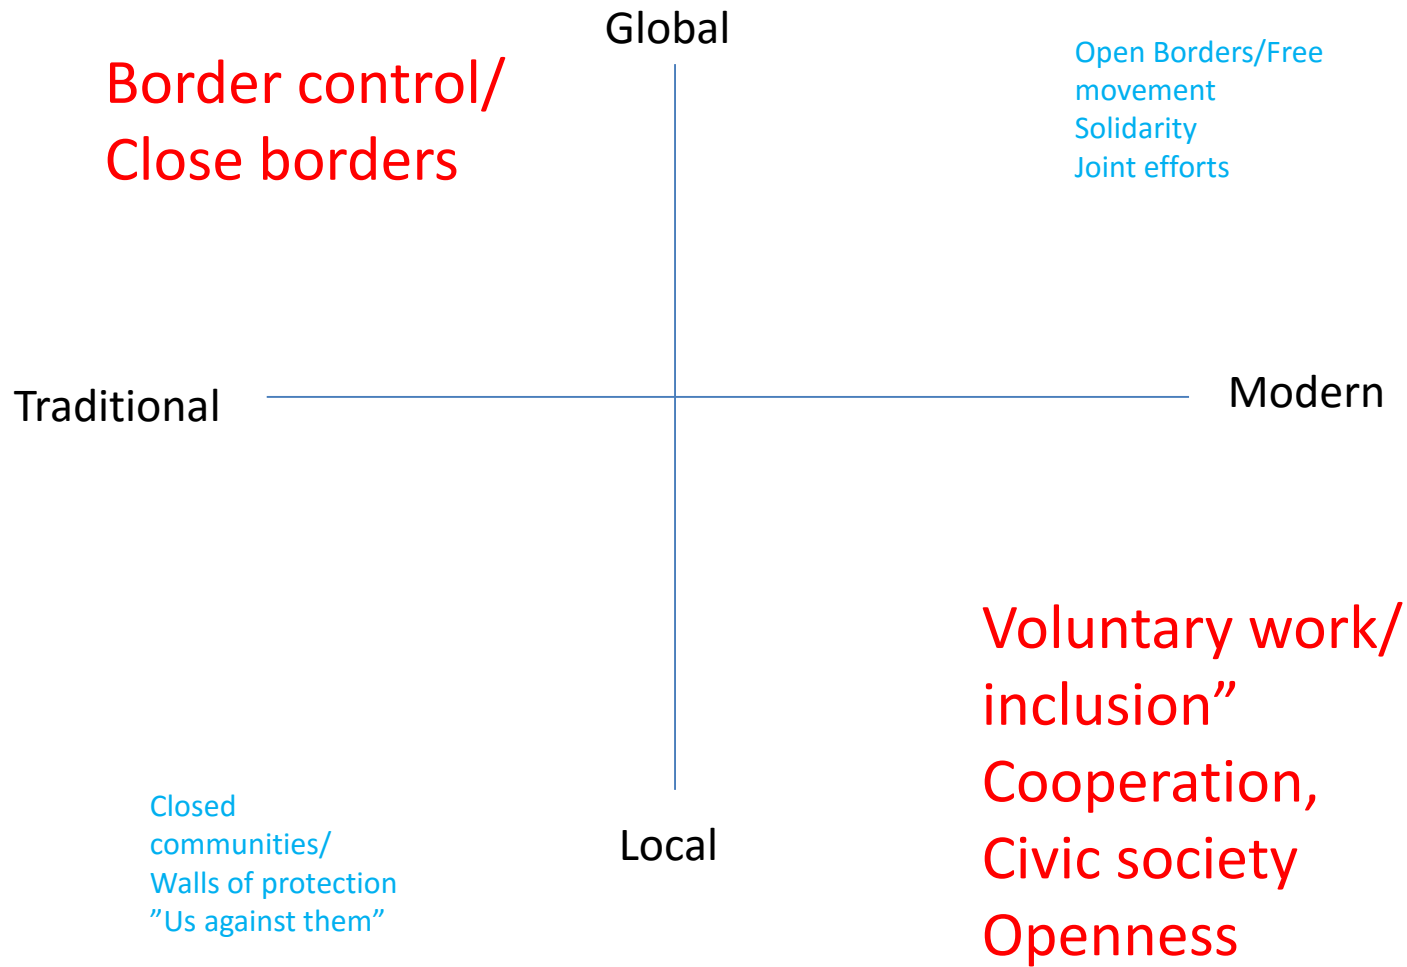 Global
Border control/
Close borders
Open Borders/Free
movement
Solidarity
Joint efforts
Traditional
Modern
Voluntary work/
inclusion”
Cooperation,
Civic society
Openness
Closed
communities/
Walls of protection
”Us against them”
Local